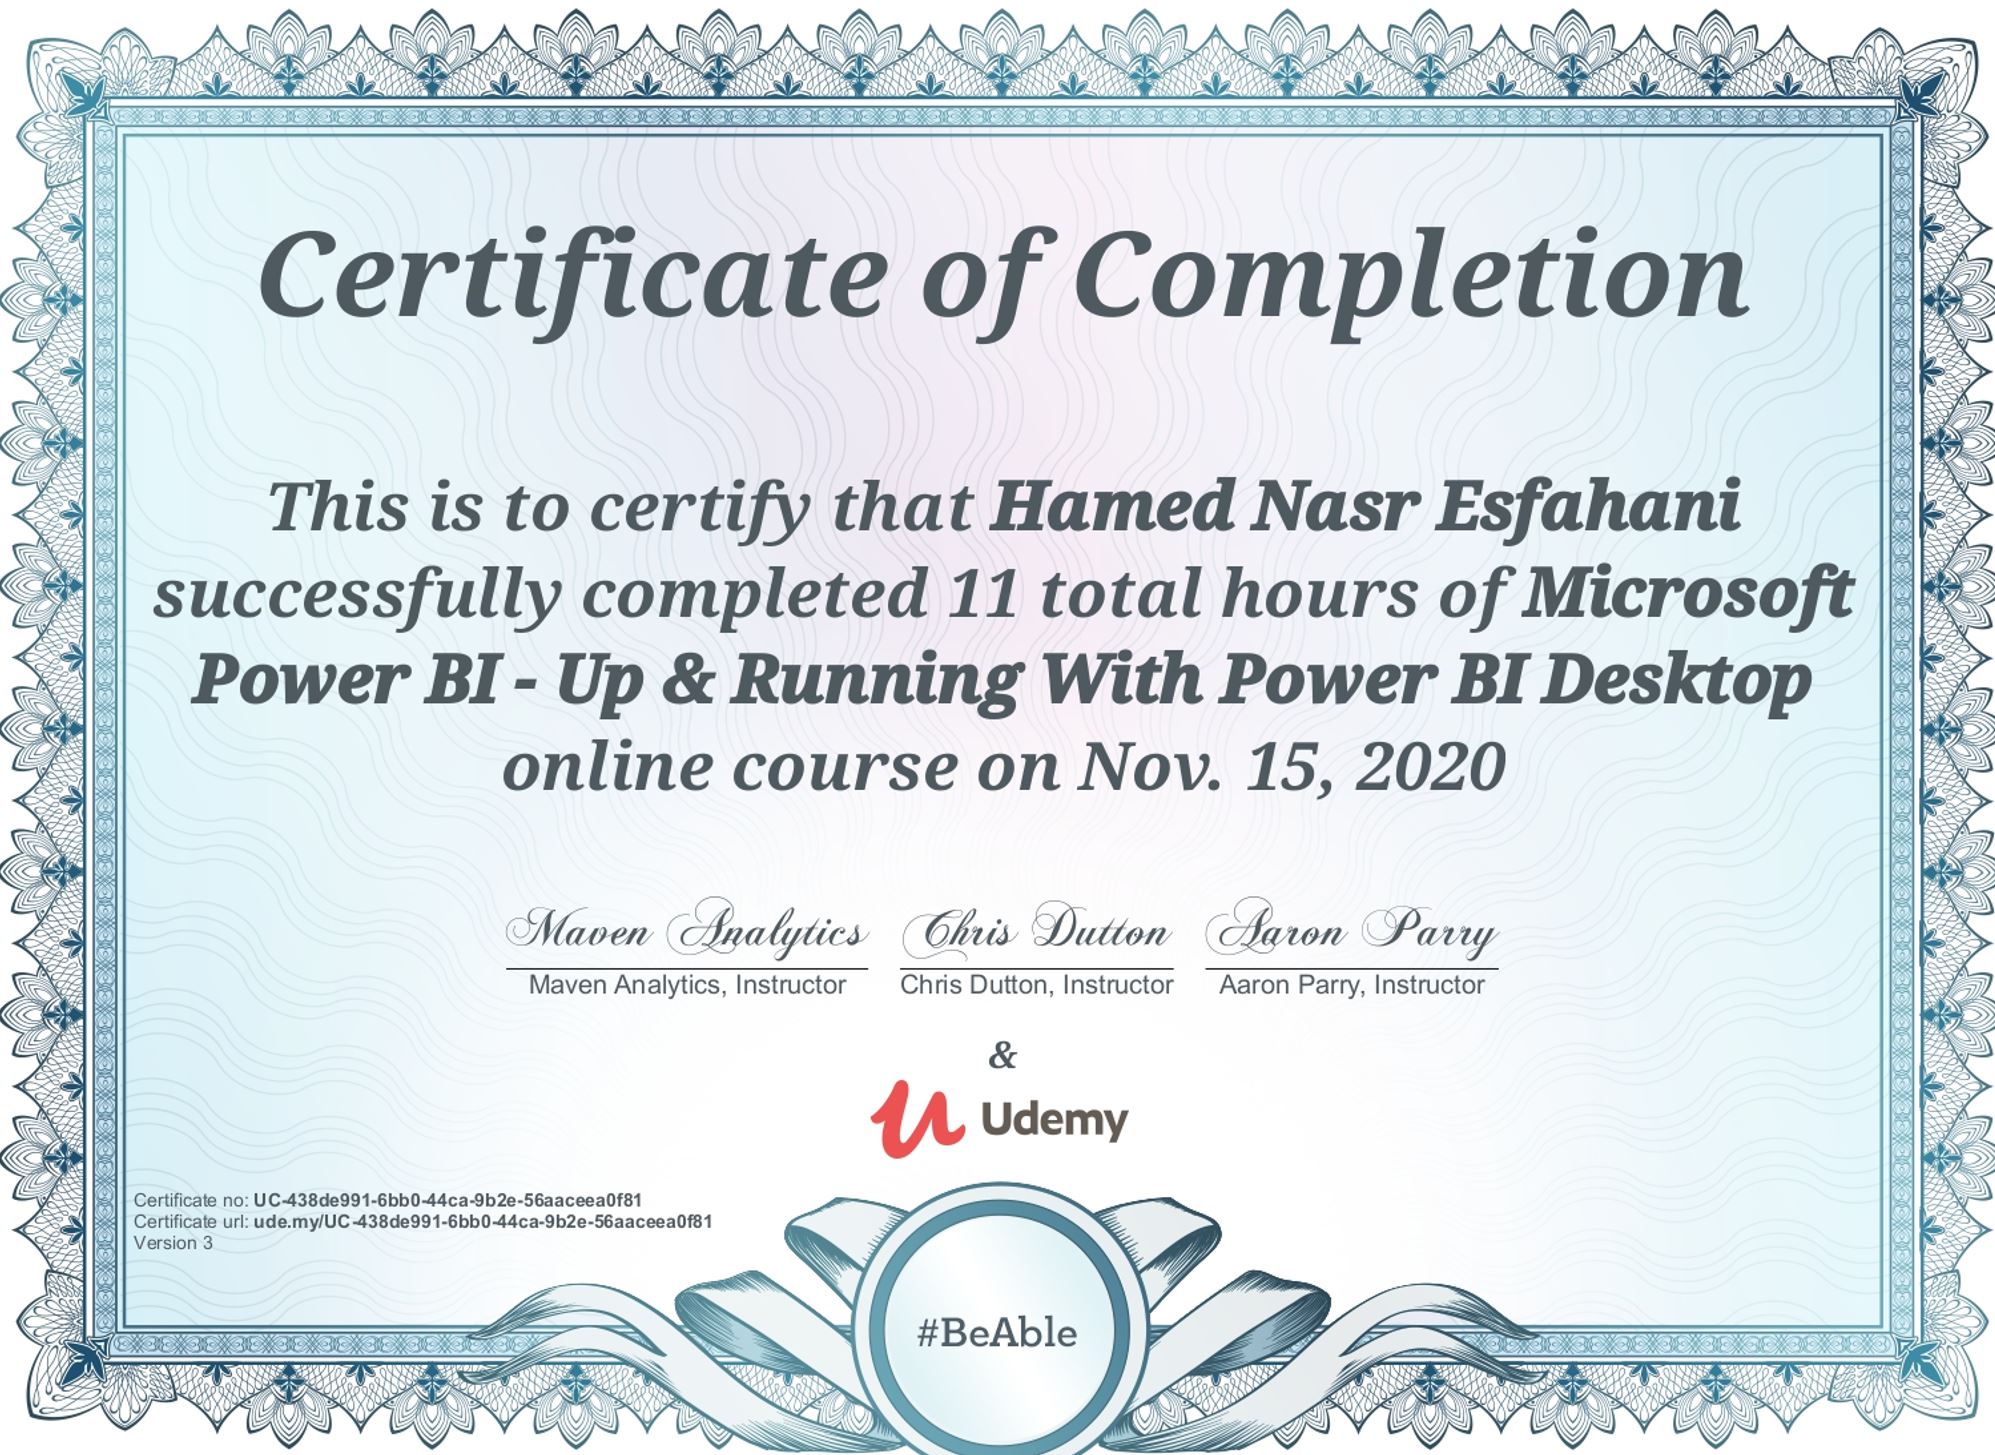 Certificate of Completion
This is to certify that Hamed Nasr Esfahani
successfully completed 11 total hours of Microsoft
Power BI - Up & Running With Power BI Desktop
online course on Nov. 15, 2020
Maven Analytics Chris Dutton Aaron Parry
Maven Analytics, Instructor Chris Dutton, Instructor Aaron Parry, Instructor
&
Udemy
Certificate no: UC-438de991-6bb0-44ca-9b2e-56aaceea0f81
Certificate url: ude.my/UC-438de991-6bb0-44ca-9b2e-56aaceea0f81
Version 3
#BeAble